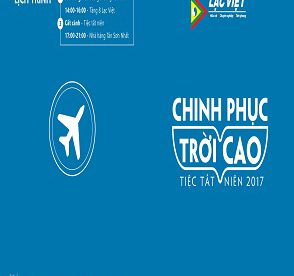 LỊCH TRÌNH
14:00-16:00 - Tầng 8 Lạc Việt
2 Cất cánh - Tiệc tất niên
17:00-21:00 - Nhà hàng Tân Sơn Nhất
LẠC VIỆT
CHINH PHỤC
TRỜI CAO
TIỆC TẤT NIÊN 2017